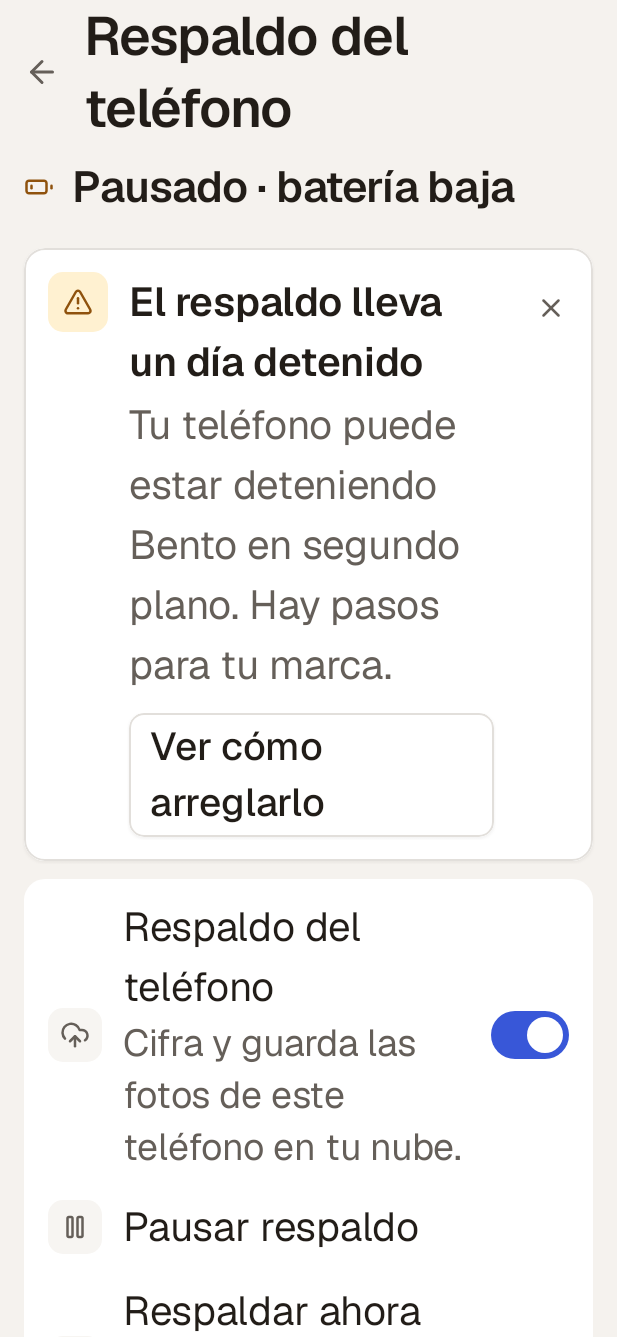 Respaldo del
teléfono
Pausado · batería baja
El respaldo lleva
un día detenido
Tu teléfono puede
estar deteniendo
Bento en segundo
plano. Hay pasos
para tu marca.
Ver cómo
arreglarlo
Respaldo del
teléfono
Cifra y guarda las
fotos de este
teléfono en tu nube.
Pausar respaldo
Respaldar ahora